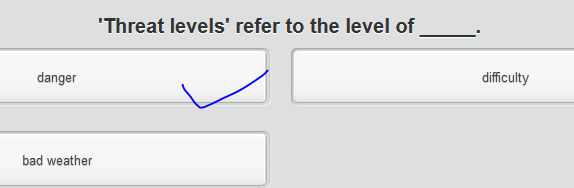 'Threat levels' refer to the level of _____.
danger
difficulty
bad weather